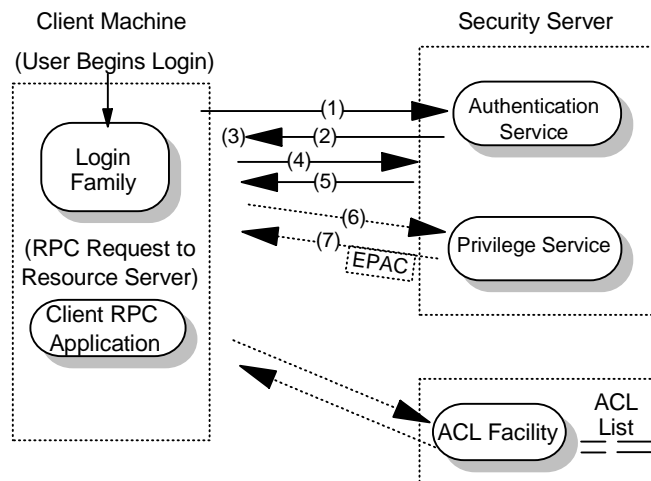 Client Machine
Security Server
(User Begins Login)
(1)
Authentication
Service
(3)
(2)
Login
Family
(4)
(5)
(6)
(7)
Privilege Service
EPAC
(RPC Request to
Resource Server)
Client RPC
Application
ACL Facility
ACL
List